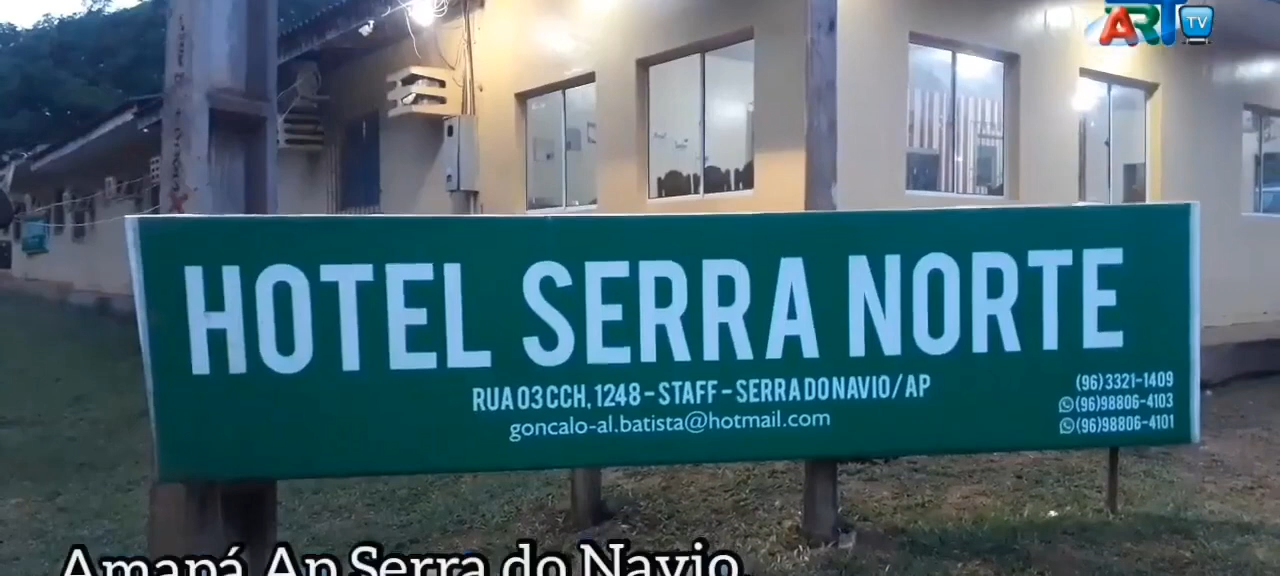 ART TV
HOTEL SERRA NORTE
RUA 03 CCH, 1248 - STAFF - SERRA DO NAVIO / AP
goncalo-al.batista@hotmail.com
(96) 3321-1409
(96)98806-4103
(96)98806-4101
Amapá Ap Serra do Navio.